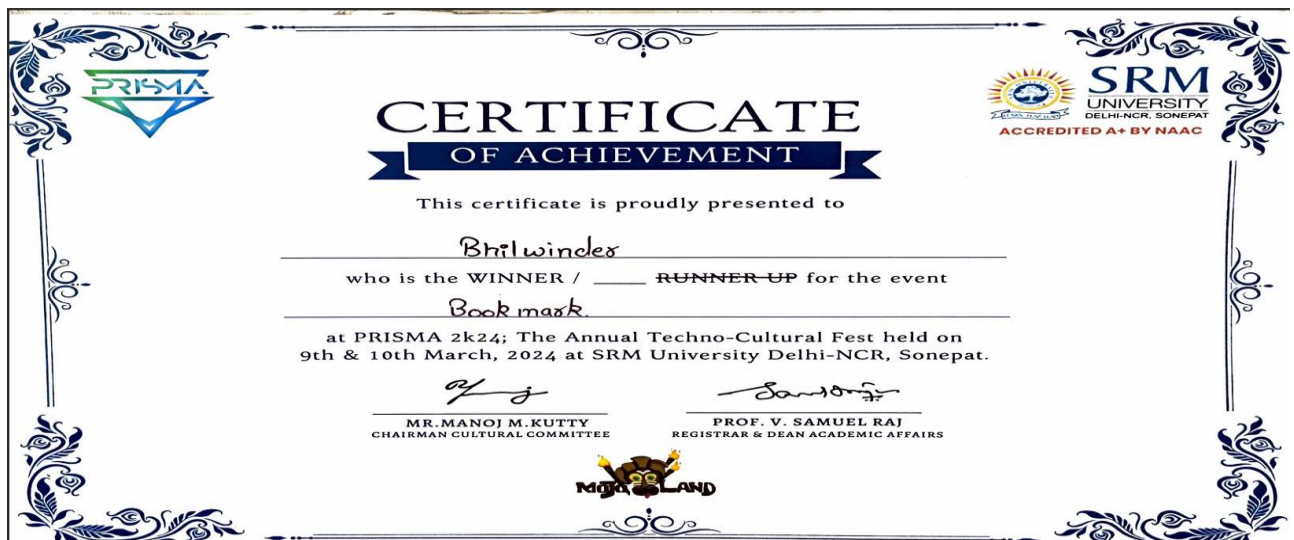 PRISMA
SRM
UNIVERSITY
DELHI-NCR, SONEPAT
ACCREDITED A+ BY NAAC
CERTIFICATE
OF ACHIEVEMENT
This certificate is proudly presented to
Bhilwinder
who is the WINNER / ____ RUNNER UP for the event
Bookmark.
at PRISMA 2k24; The Annual Techno-Cultural Fest held on
9th & 10th March, 2024 at SRM University Delhi-NCR, Sonepat.
MR.MANOJ M.KUTTY
CHAIRMAN CULTURAL COMMITTEE
PROF. V. SAMUEL RAJ
REGISTRAR & DEAN ACADEMIC AFFAIRS
MOJO LAND